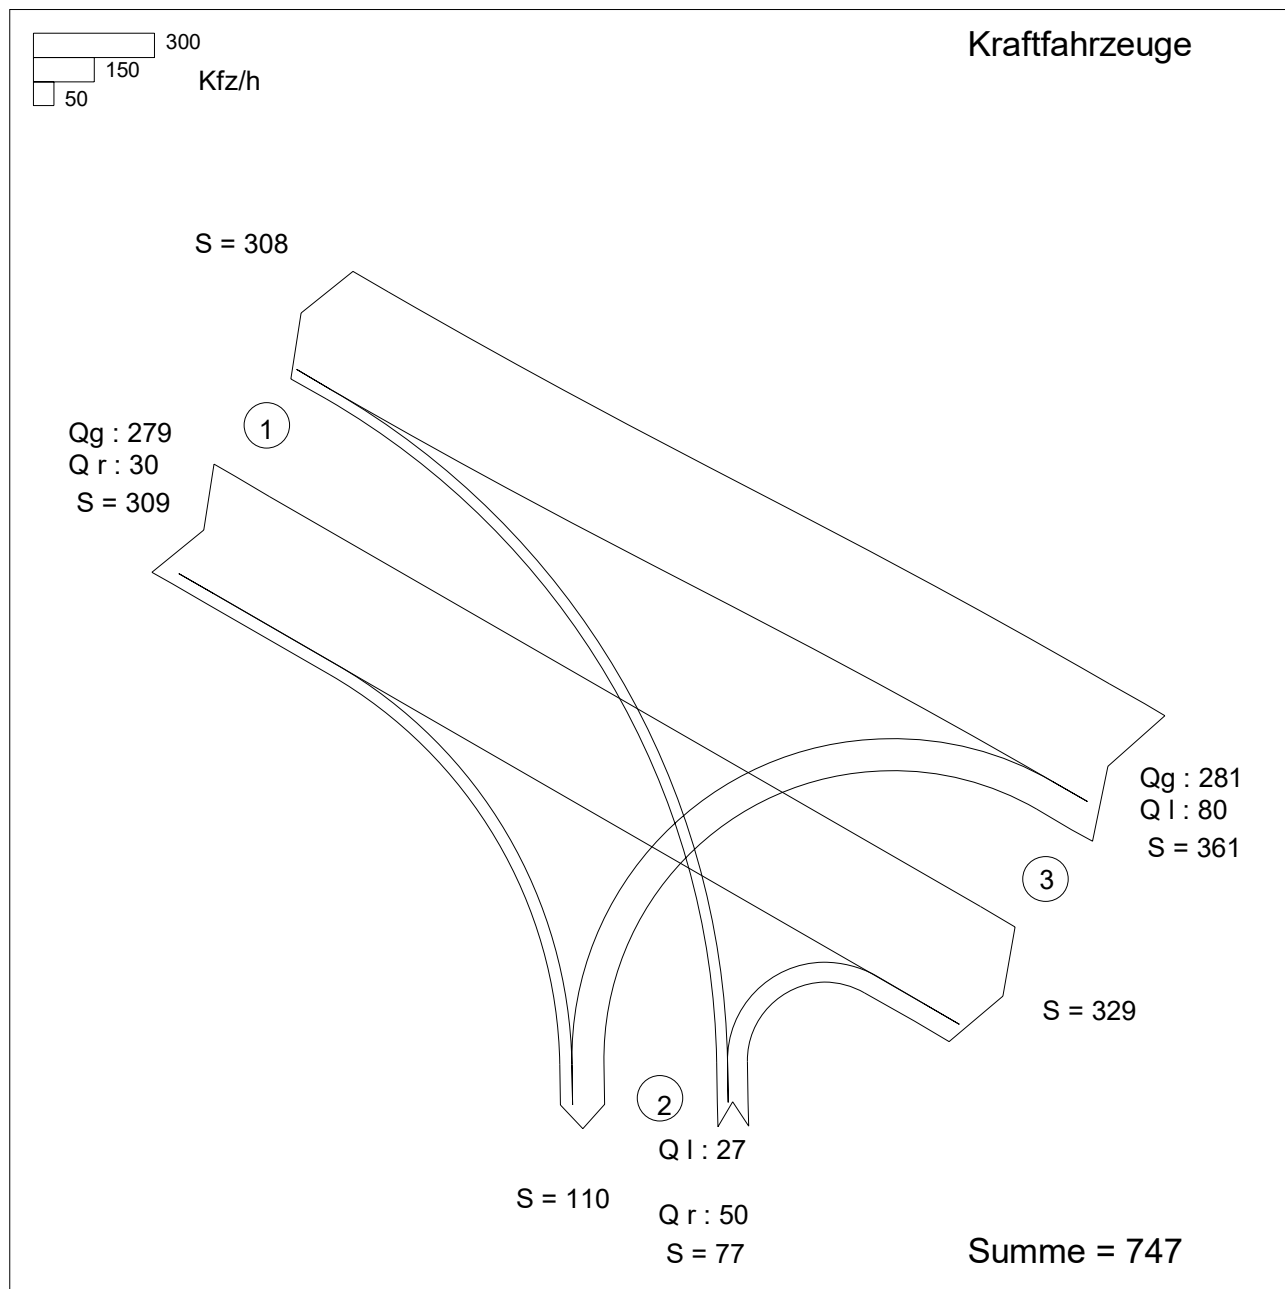 300
Kraftfahrzeuge
150
Kfz/h
50
S = 308
1
Qg : 279
Q r : 30
S = 309
Qg : 281
Q l : 80
S = 361
3
S = 329
2
Q l : 27
S = 110
Q r : 50
S = 77
Summe = 747